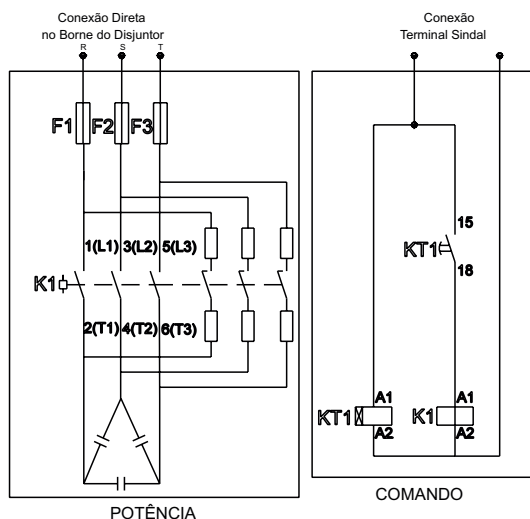 Conexão Direta
no Borne do Disjuntor
R S T
Conexão
Terminal Sindal
F1 F2 F3
1(L1) 3(L2) 5(L3)
K1
2(T1) 4(T2) 6(T3)
15
KT1
18
A1 A1
KT1 K1
A2 A2
POTÊNCIA
COMANDO